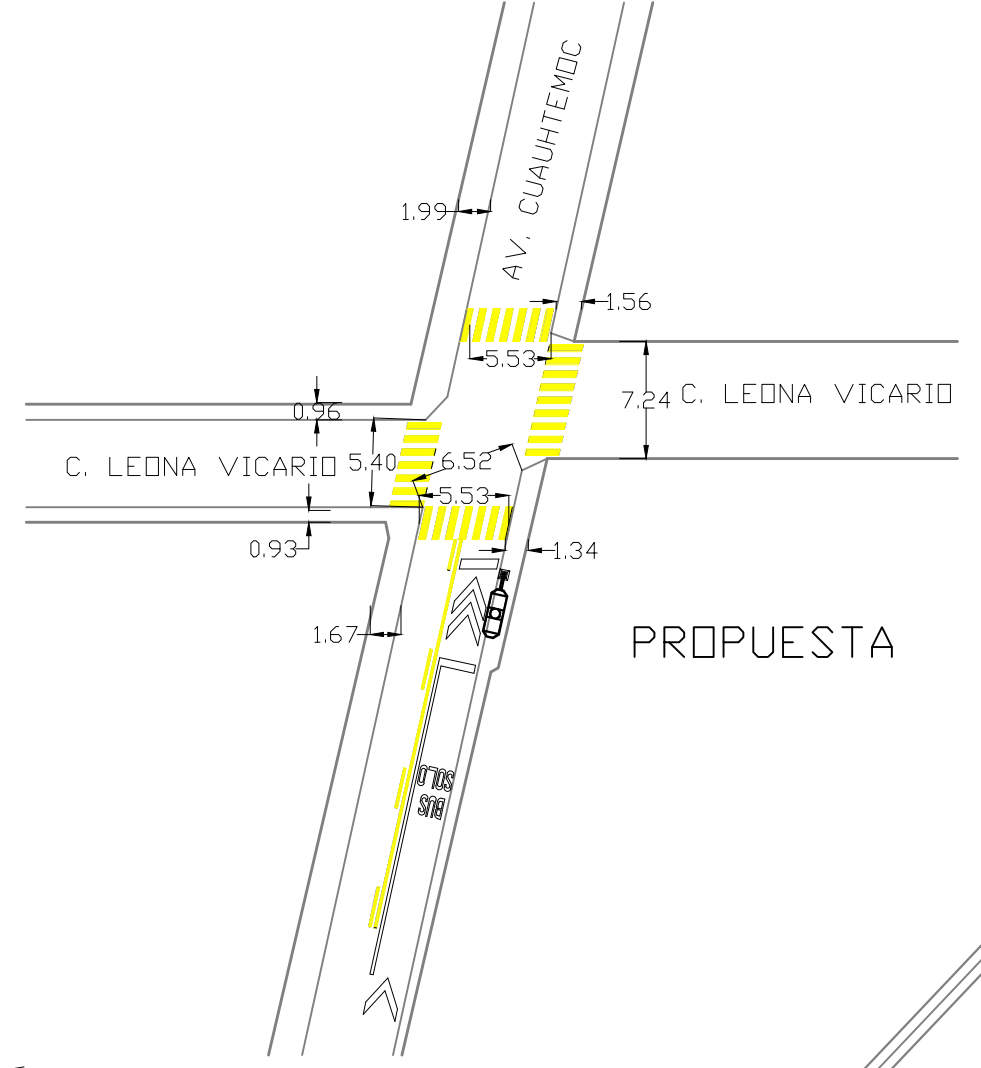 AV. CUAUHTEMOC
1.99
1.56
5.53
7.24
C. LEONA VICARIO
0.96
C. LEONA VICARIO
5.40
6.52
5.53
0.93
1.34
1.67
PROPUESTA
SOLO
BUS